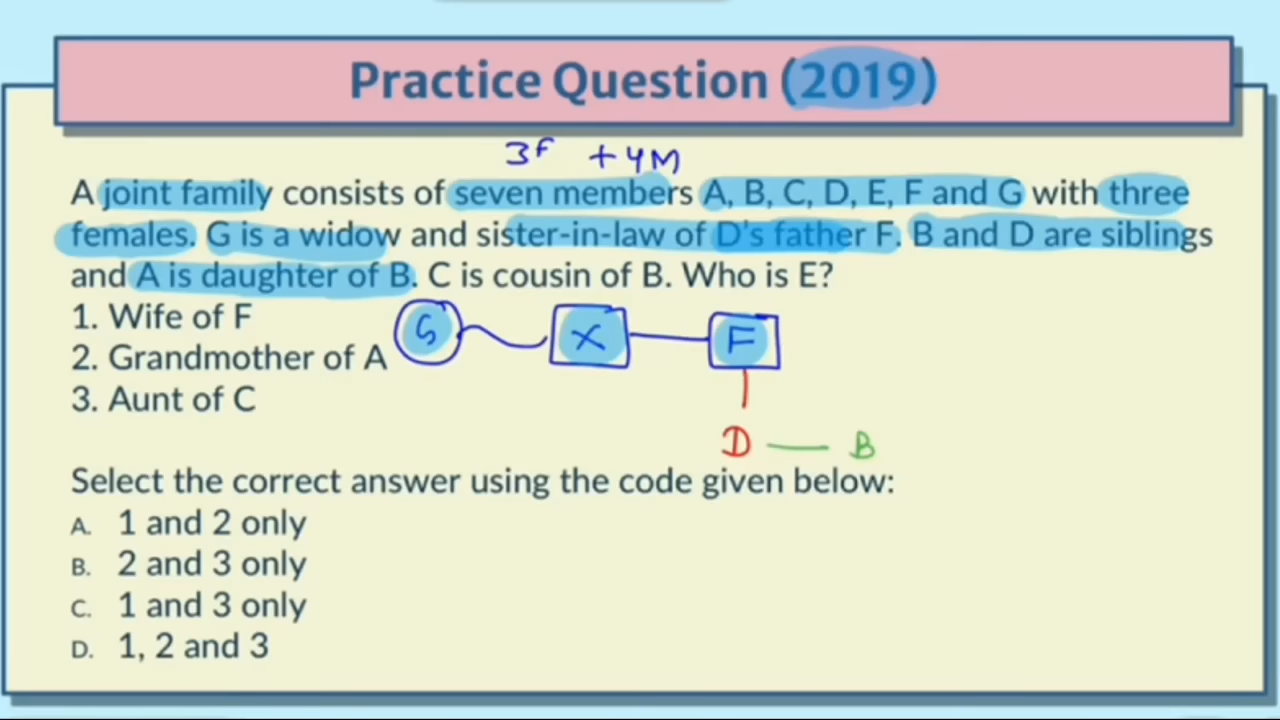 Practice Question (2019)
3F + 4M
A joint family consists of seven members A, B, C, D, E, F and G with three
females. G is a widow and sister-in-law of D's father F. B and D are siblings
and A is daughter of B. C is cousin of B. Who is E?
1. Wife of F
2. Grandmother of A
3. Aunt of C
G X F
D — B
Select the correct answer using the code given below:
A. 1 and 2 only
B. 2 and 3 only
C. 1 and 3 only
D. 1, 2 and 3